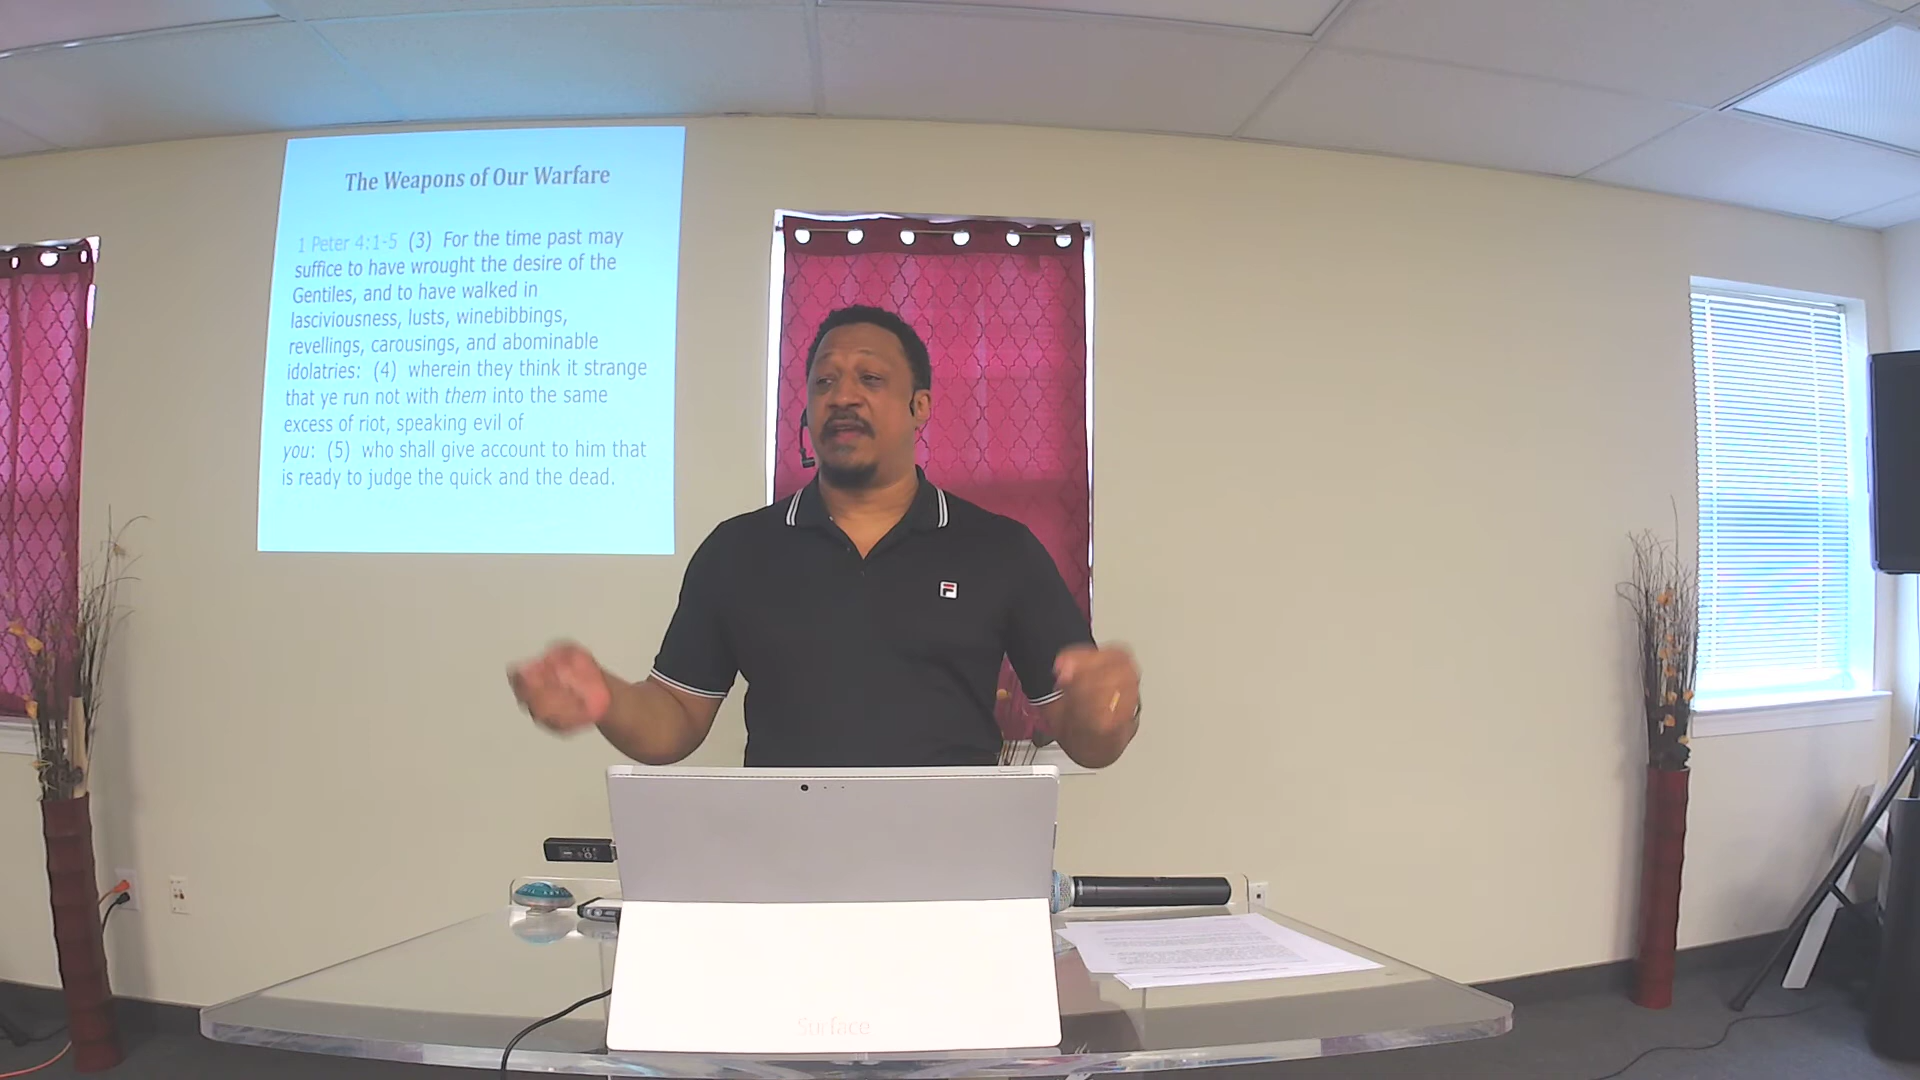 The Weapons of Our Warfare
1 Peter 4:1-5 (3) For the time past may
suffice to have wrought the desire of the
Gentiles, and to have walked in
lasciviousness, lusts, winebibbings,
revellings, carousings, and abominable
idolatries: (4) wherein they think it strange
that ye run not with them into the same
excess of riot, speaking evil of
you: (5) who shall give account to him that
is ready to judge the quick and the dead.
Surface